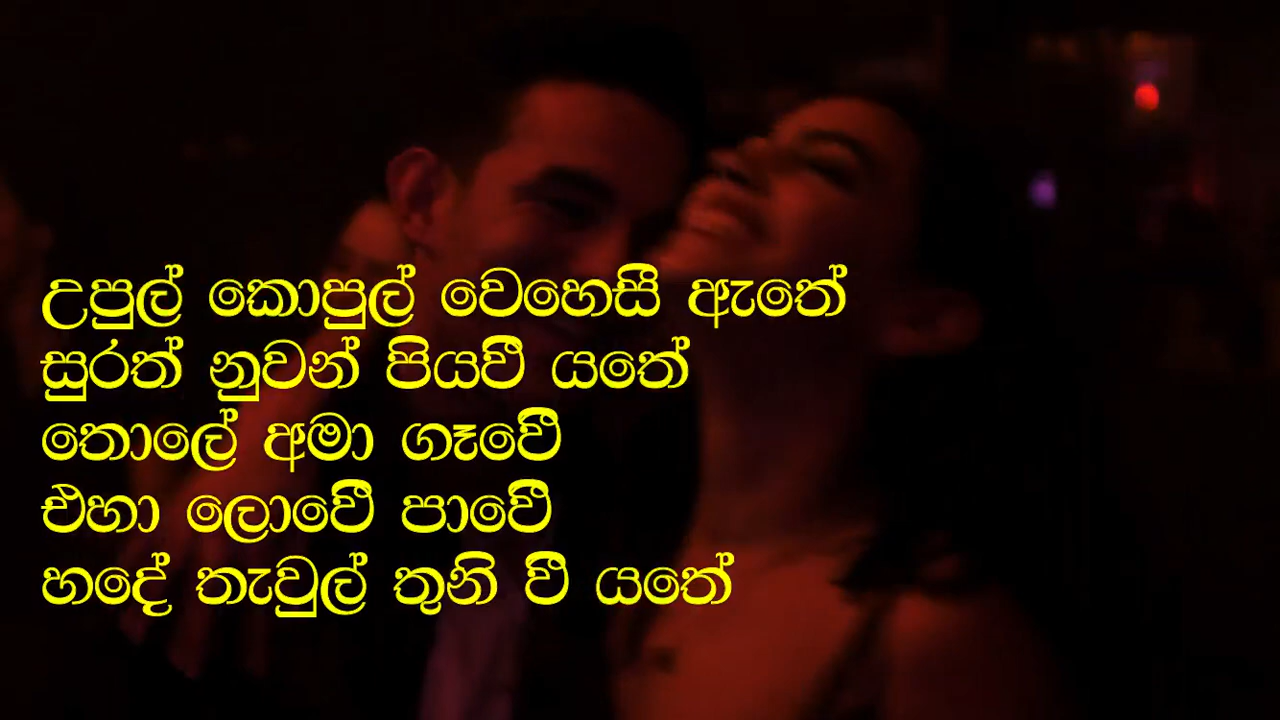 උපුල් කොපුල් වෙහෙසී ඇතේ
සුරත් නුවන් පියවී යතේ
තොලේ අමා ගෑවේ
එහා ලොවේ පාවේ
හදේ තැවුල් තුනී වී යතේ